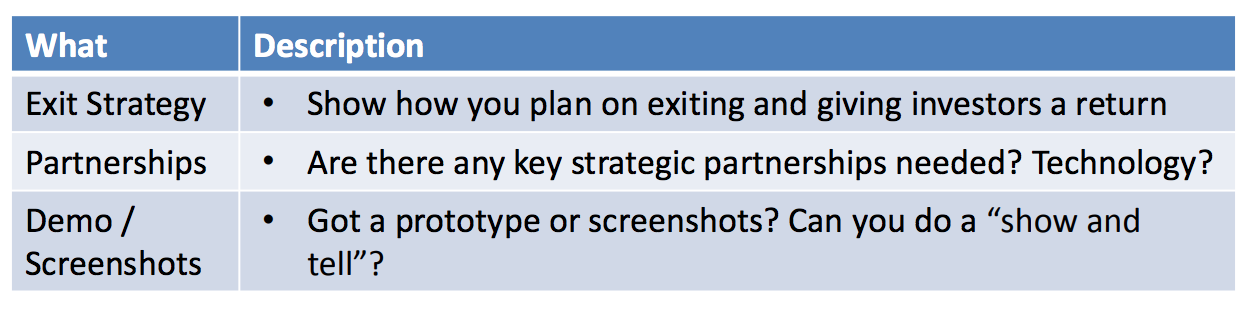 What Description
Exit Strategy • Show how you plan on exiting and giving investors a return
Partnerships • Are there any key strategic partnerships needed? Technology?
Demo / • Got a prototype or screenshots? Can you do a “show and
Screenshots tell”?